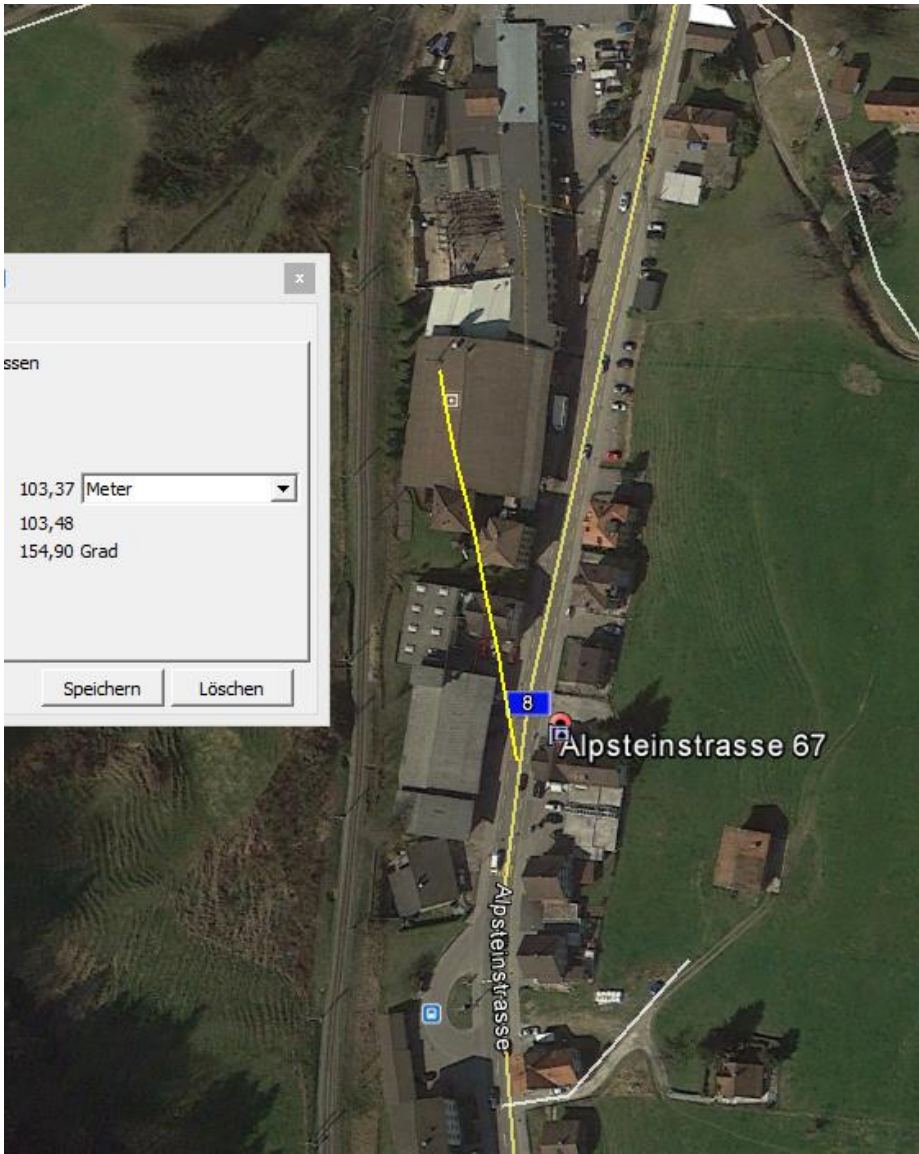 ssen
103,37 Meter
103,48
154,90 Grad
Speichern Löschen
8
Alpsteinstrasse 67
Alpsteinstrasse